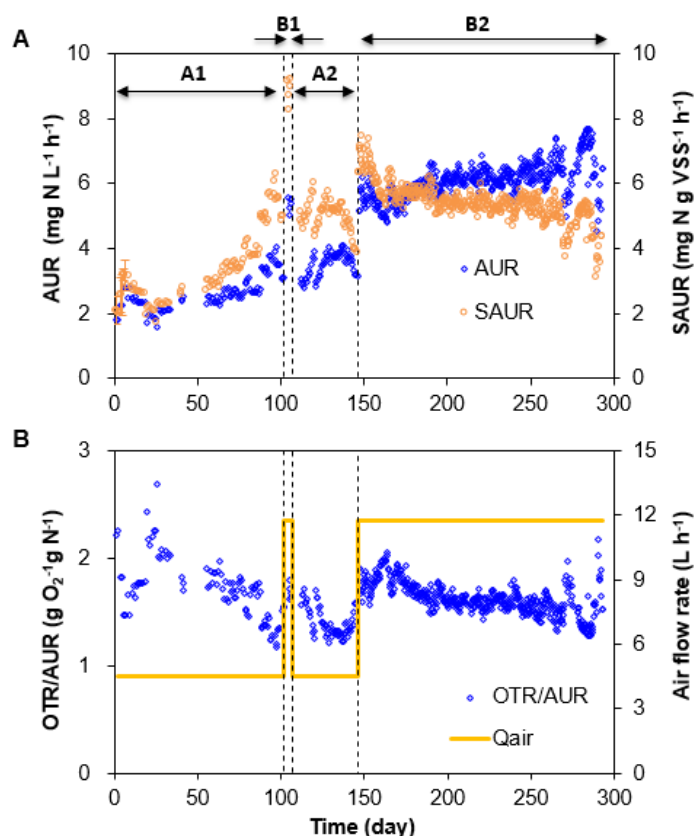 B1
B2
A
A1
A2
10
8
6
4
2
0
AUR (mg N L⁻¹ h⁻¹)
10
8
6
4
2
0
SAUR (mg N g VSS⁻¹ h⁻¹)
AUR
SAUR
0 50 100 150 200 250 300
B
3
2
1
0
OTR/AUR (g O₂⁻¹g N⁻¹)
15
12
9
6
3
0
Air flow rate (L h⁻¹)
OTR/AUR
Qair
0 50 100 150 200 250 300
Time (day)